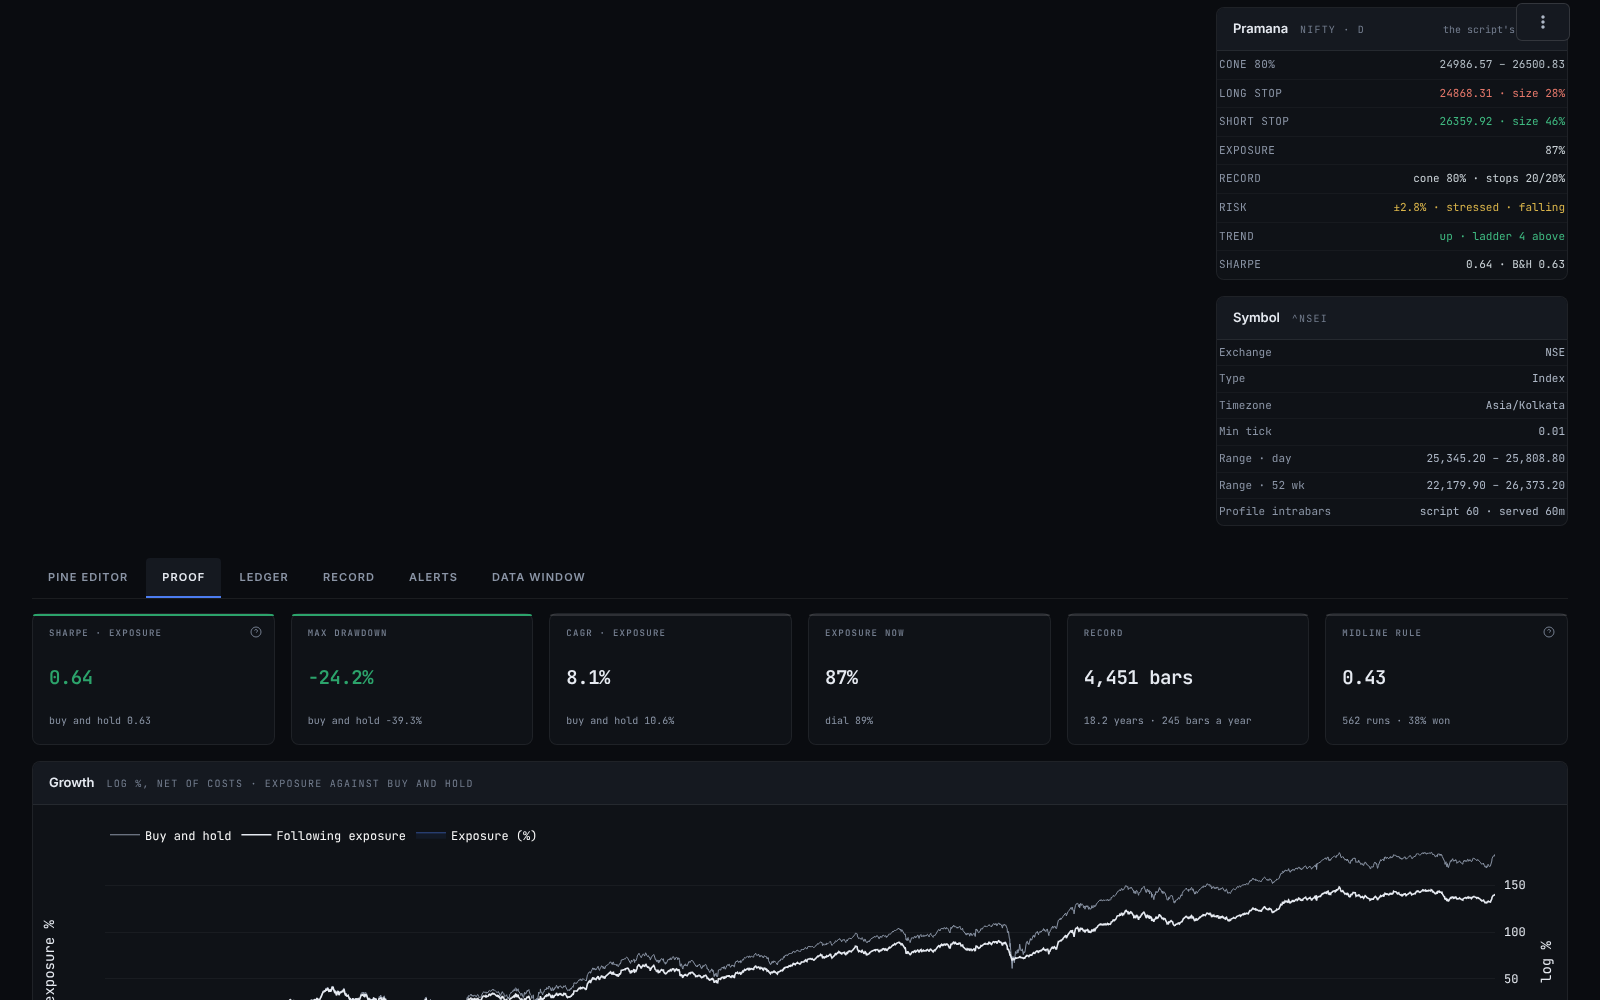 Pramana NIFTY · D the script's
CONE 80% 24986.57 – 26500.83
LONG STOP 24868.31 · size 28%
SHORT STOP 26359.92 · size 46%
EXPOSURE 87%
RECORD cone 80% · stops 20/20%
RISK ±2.8% · stressed · falling
TREND up · ladder 4 above
SHARPE 0.64 · B&H 0.63
Symbol ^NSEI
Exchange NSE
Type Index
Timezone Asia/Kolkata
Min tick 0.01
Range · day 25,345.20 – 25,808.80
Range · 52 wk 22,179.90 – 26,373.20
Profile intrabars script 60 · served 60m
PINE EDITOR PROOF LEDGER RECORD ALERTS DATA WINDOW
SHARPE · EXPOSURE
0.64
buy and hold 0.63
MAX DRAWDOWN
-24.2%
buy and hold -39.3%
CAGR · EXPOSURE
8.1%
buy and hold 10.6%
EXPOSURE NOW
87%
dial 89%
RECORD
4,451 bars
18.2 years · 245 bars a year
MIDLINE RULE
0.43
562 runs · 38% won
Growth LOG %, NET OF COSTS · EXPOSURE AGAINST BUY AND HOLD
Buy and hold Following exposure Exposure (%)
150
100
50
exposure %
log %